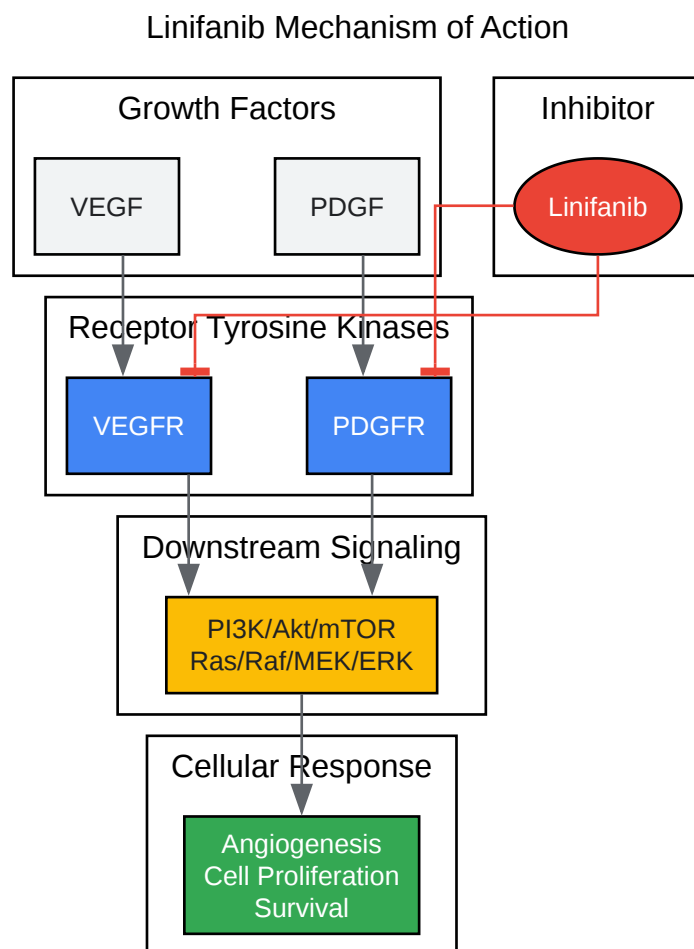 Linifanib Mechanism of Action
Growth Factors
Inhibitor
VEGF
PDGF
Linifanib
Receptor Tyrosine Kinases
VEGFR
PDGFR
Downstream Signaling
PI3K/Akt/mTOR
Ras/Raf/MEK/ERK
Cellular Response
Angiogenesis
Cell Proliferation
Survival